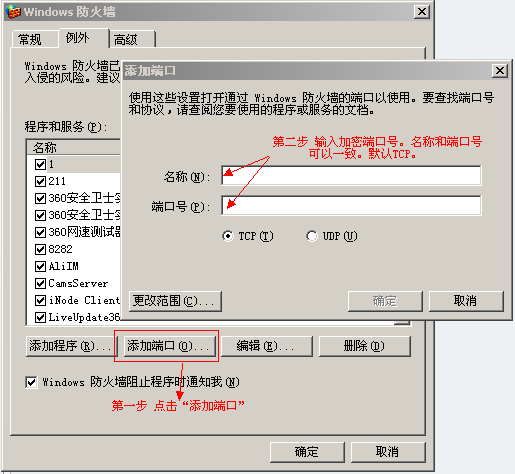 Windows 防火墙
常规
例外
高级
Windows 防火墙已
入侵的风险。建议
程序和服务(P):
名称
1
211
360安全卫士实
360安全卫士实
360网速测试器
8282
AliIM
CamsServer
iNode Client
LiveUpdate36
添加程序(R)...
添加端口(O)...
编辑(E)...
删除(D)
Windows 防火墙阻止程序时通知我(N)
第一步 点击“添加端口”
确定
取消
添加端口
使用这些设置打开通过 Windows 防火墙的端口以使用。要查找端口号
和协议，请查阅您要使用的程序或服务的文档。
第二步 输入加密端口号。名称和端口号
可以一致。默认TCP。
名称(N):
端口号(P):
TCP(T)
UDP(U)
更改范围(C)...
确定
取消